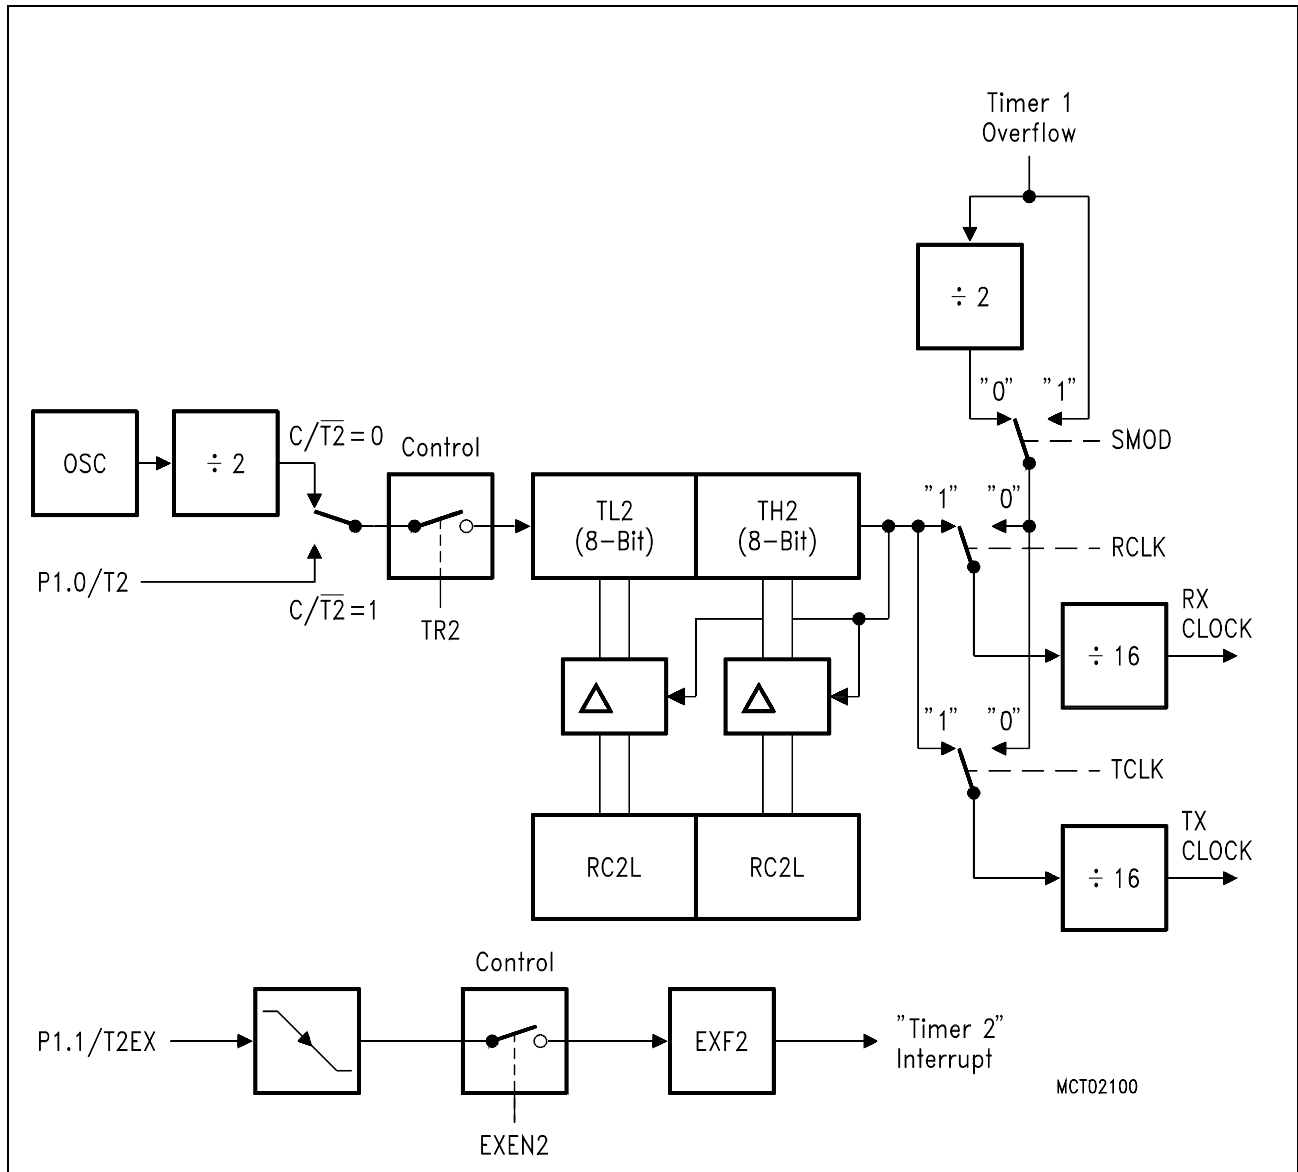 Timer 1
Overflow
÷ 2
"0" "1"
SMOD
OSC
÷ 2
C/T̅2̅=0
Control
TL2
(8-Bit)
TH2
(8-Bit)
"1" "0"
RCLK
P1.0/T2
C/T̅2̅=1
TR2
÷ 16
RX
CLOCK
"1" "0"
TCLK
RC2L
RC2L
÷ 16
TX
CLOCK
Control
P1.1/T2EX
EXF2
"Timer 2"
Interrupt
EXEN2
MCT02100